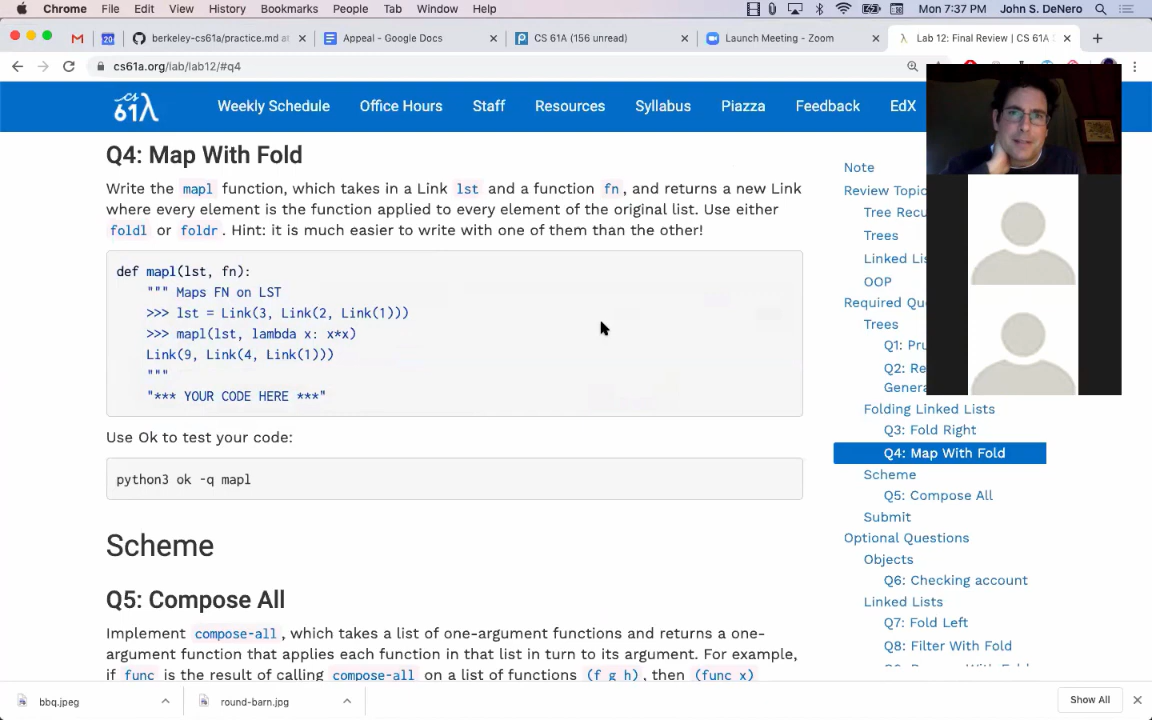 Chrome File Edit View History Bookmarks People Tab Window Help Mon 7:37 PM John S. DeNero
20 berkeley-cs61a/practice.md at Appeal - Google Docs CS 61A (156 unread) Launch Meeting - Zoom Lab 12: Final Review | CS 61A
cs61a.org/lab/lab12/#q4
CS 61A Weekly Schedule Office Hours Staff Resources Syllabus Piazza Feedback EdX
Q4: Map With Fold
Write the mapl function, which takes in a Link lst and a function fn, and returns a new Link
where every element is the function applied to every element of the original list. Use either
foldl or foldr. Hint: it is much easier to write with one of them than the other!
def mapl(lst, fn):
""" Maps FN on LST
>>> lst = Link(3, Link(2, Link(1)))
>>> mapl(lst, lambda x: x*x)
Link(9, Link(4, Link(1)))
"""
"*** YOUR CODE HERE ***"
Use Ok to test your code:
python3 ok -q mapl
Scheme
Q5: Compose All
Implement compose-all, which takes a list of one-argument functions and returns a one-
argument function that applies each function in that list in turn to its argument. For example,
if func is the result of calling compose-all on a list of functions (f g h), then (func x)
Note
Review Topic
Tree Recu
Trees
Linked Lis
OOP
Required Qu
Trees
Q1: Pru
Q2: Re
Genera
Folding Linked Lists
Q3: Fold Right
Q4: Map With Fold
Scheme
Q5: Compose All
Submit
Optional Questions
Objects
Q6: Checking account
Linked Lists
Q7: Fold Left
Q8: Filter With Fold
bbq.jpeg round-barn.jpg Show All